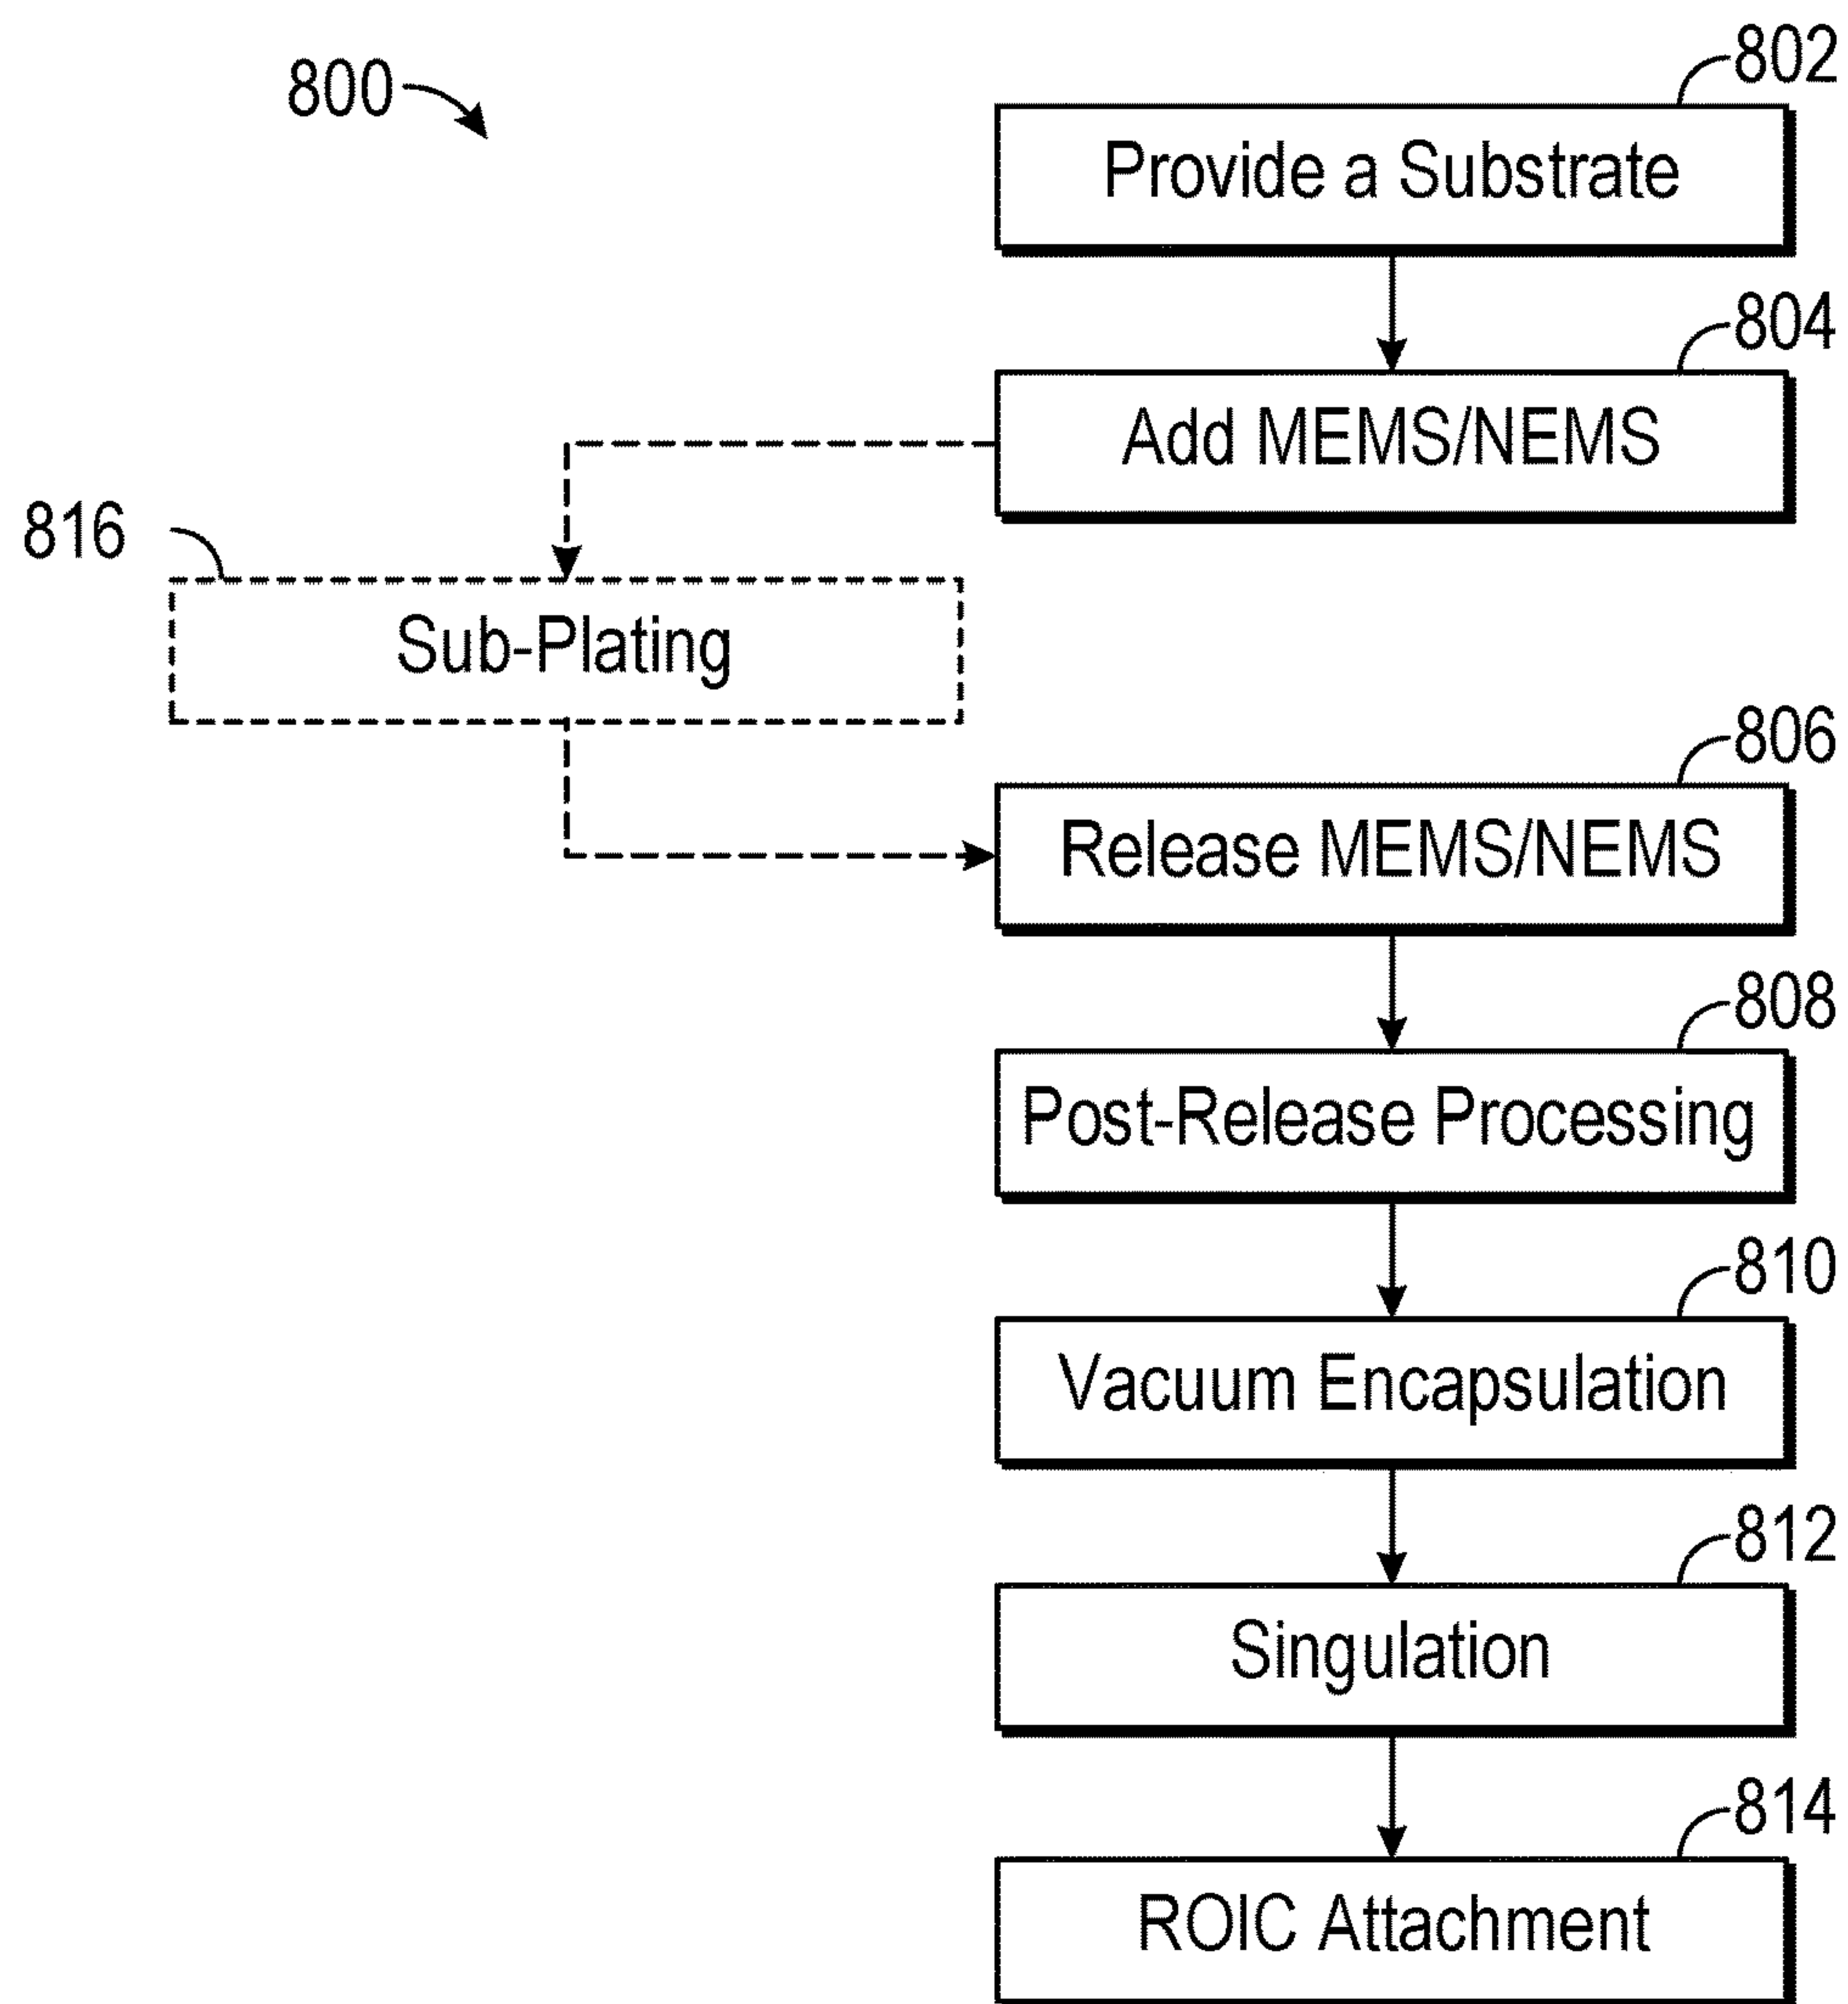 800
802
Provide a Substrate
804
Add MEMS/NEMS
816
Sub-Plating
806
Release MEMS/NEMS
808
Post-Release Processing
810
Vacuum Encapsulation
812
Singulation
814
ROIC Attachment